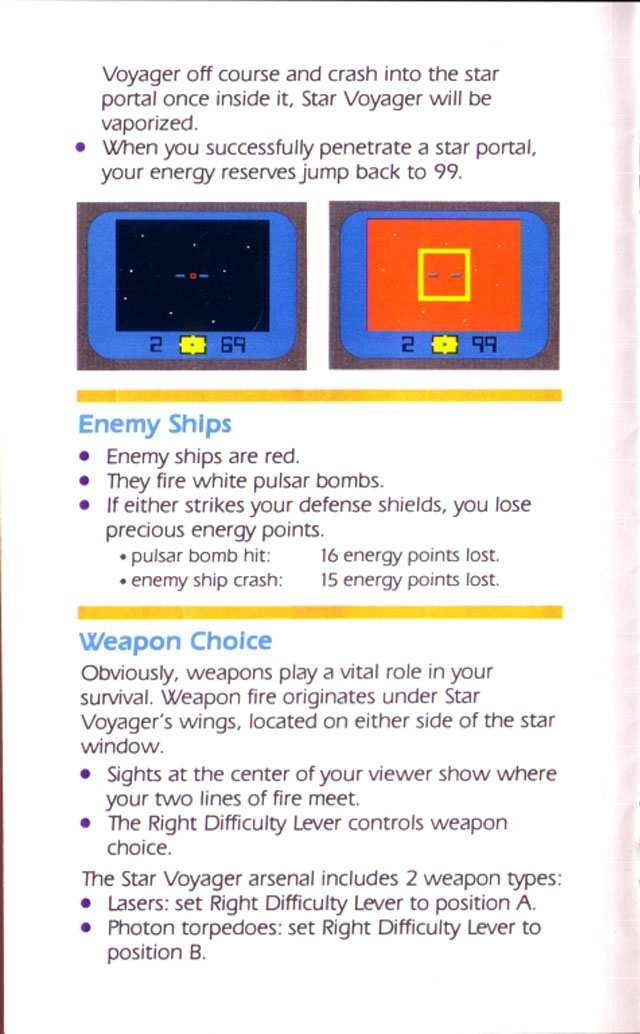 Voyager off course and crash into the star
portal once inside it, Star Voyager will be
vaporized.
• When you successfully penetrate a star portal,
your energy reserves jump back to 99.
2 69
2 99
Enemy Ships
• Enemy ships are red.
• They fire white pulsar bombs.
• If either strikes your defense shields, you lose
precious energy points.
• pulsar bomb hit: 16 energy points lost.
• enemy ship crash: 15 energy points lost.
Weapon Choice
Obviously, weapons play a vital role in your
survival. Weapon fire originates under Star
Voyager's wings, located on either side of the star
window.
• Sights at the center of your viewer show where
your two lines of fire meet.
• The Right Difficulty Lever controls weapon
choice.
The Star Voyager arsenal includes 2 weapon types:
• Lasers: set Right Difficulty Lever to position A.
• Photon torpedoes: set Right Difficulty Lever to
position B.